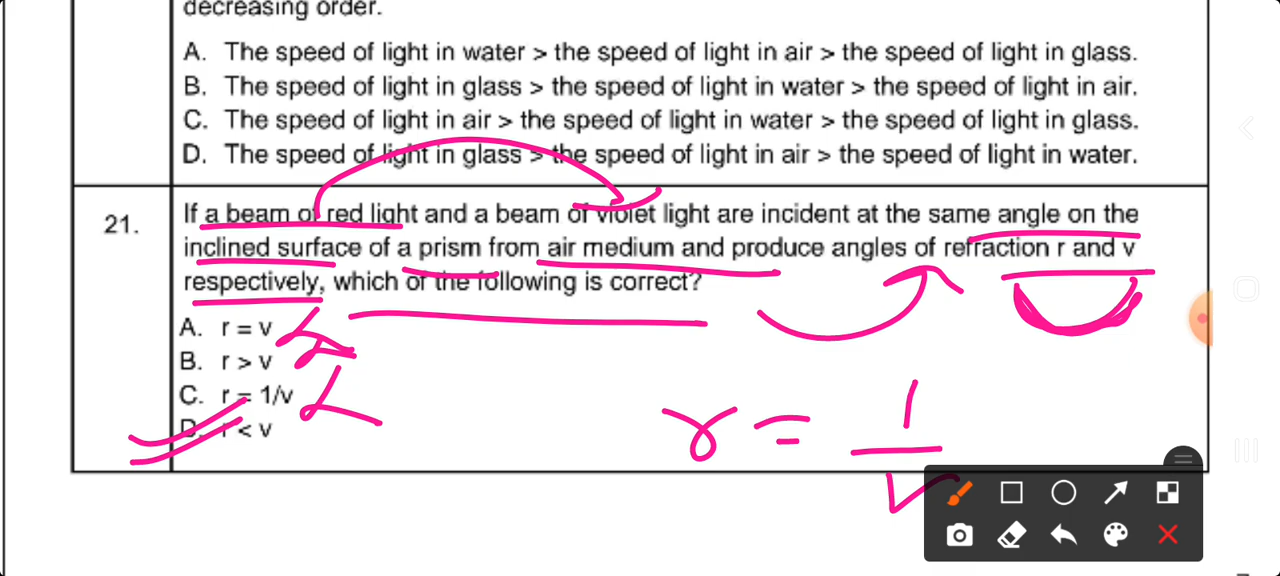 decreasing order.
A. The speed of light in water > the speed of light in air > the speed of light in glass.
B. The speed of light in glass > the speed of light in water > the speed of light in air.
C. The speed of light in air > the speed of light in water > the speed of light in glass.
D. The speed of light in glass > the speed of light in air > the speed of light in water.
21. If a beam of red light and a beam of violet light are incident at the same angle on the
inclined surface of a prism from air medium and produce angles of refraction r and v
respectively, which of the following is correct?
A. r = v
B. r > v
C. r = 1/v
D. r < v
r = 1
v